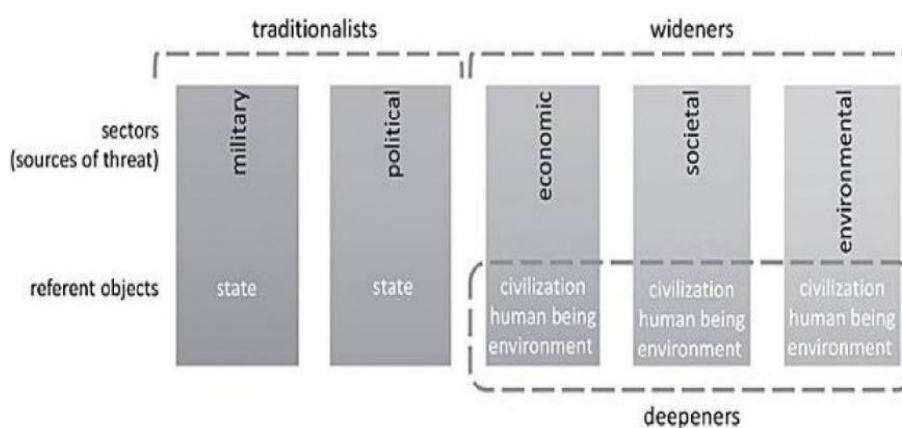 traditionalists
wideners
sectors
(sources of threat)
military
political
economic
societal
environmental
referent objects
state
state
civilization
human being
environment
civilization
human being
environment
civilization
human being
environment
deepeners